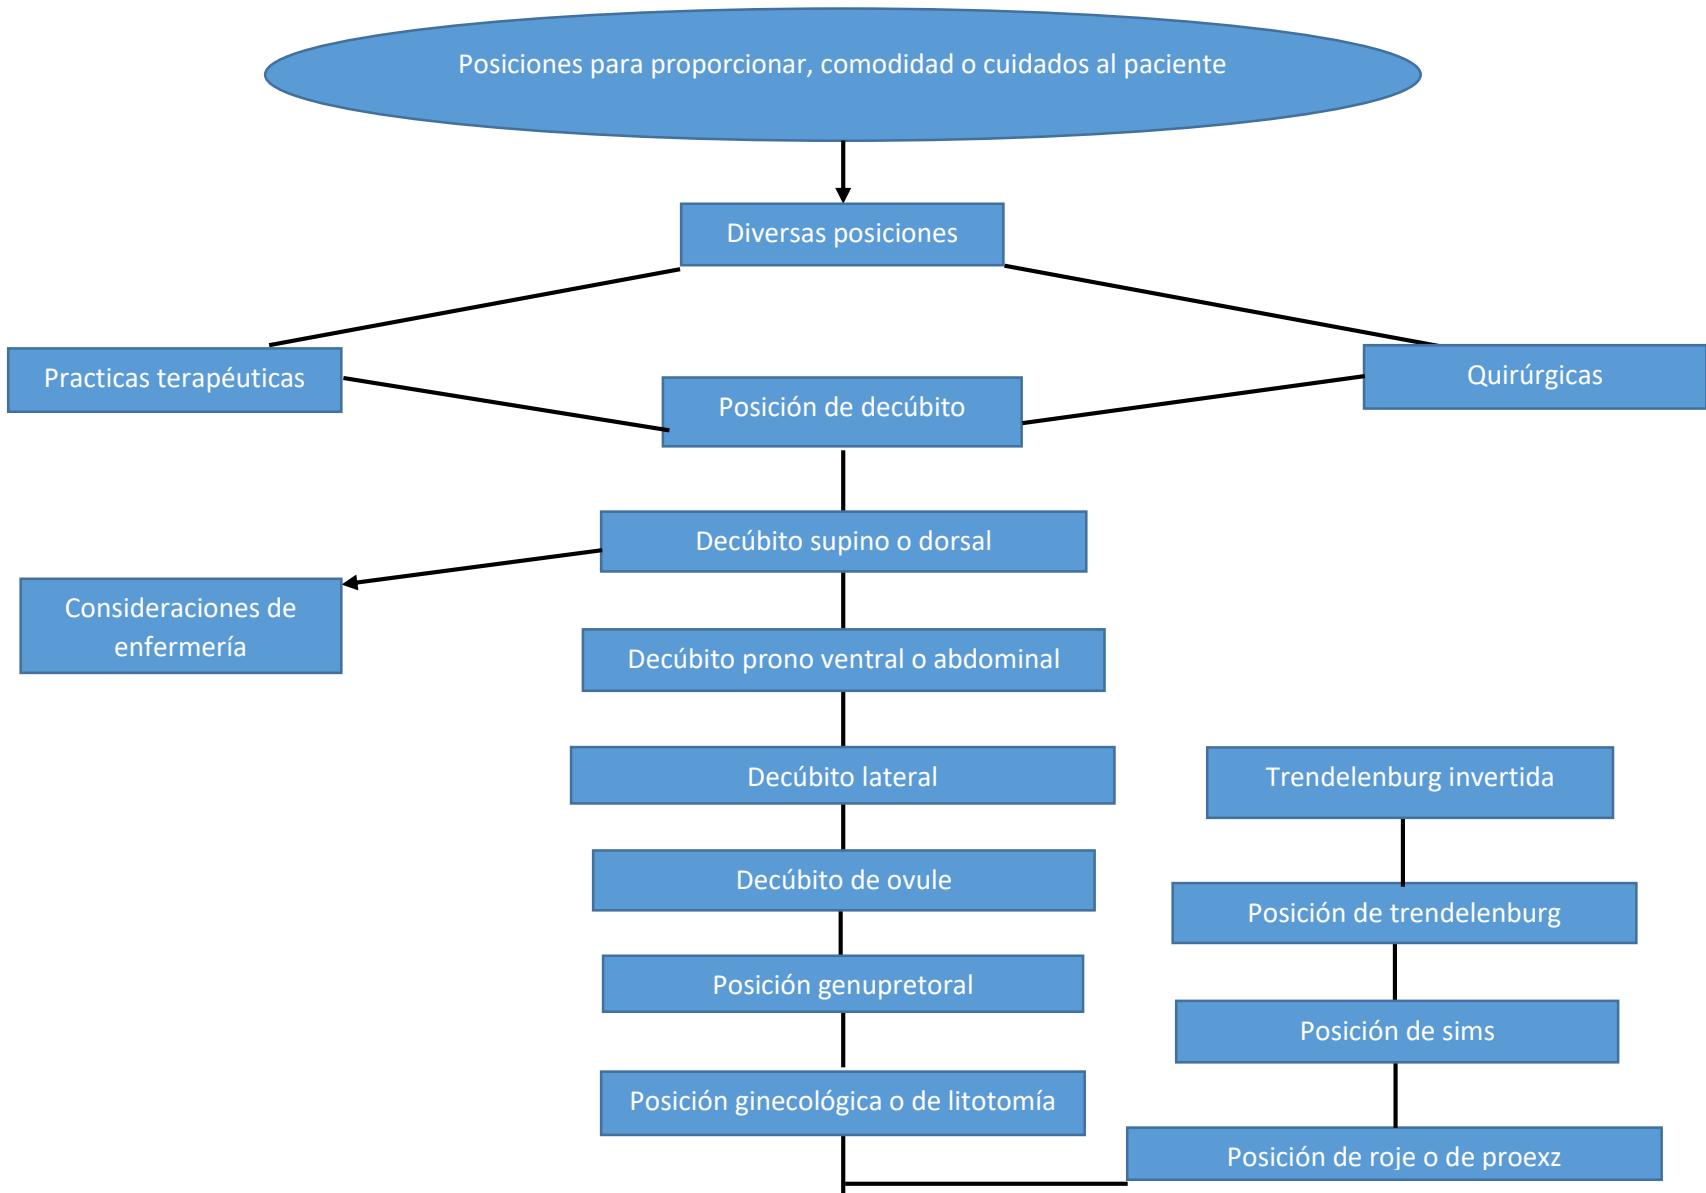 Posiciones para proporcionar, comodidad o cuidados al paciente
Diversas posiciones
Practicas terapéuticas
Quirúrgicas
Posición de decúbito
Decúbito supino o dorsal
Consideraciones de
enfermería
Decúbito prono ventral o abdominal
Decúbito lateral
Trendelenburg invertida
Decúbito de ovule
Posición de trendelenburg
Posición genupretoral
Posición de sims
Posición ginecológica o de litotomía
Posición de roje o de proexz